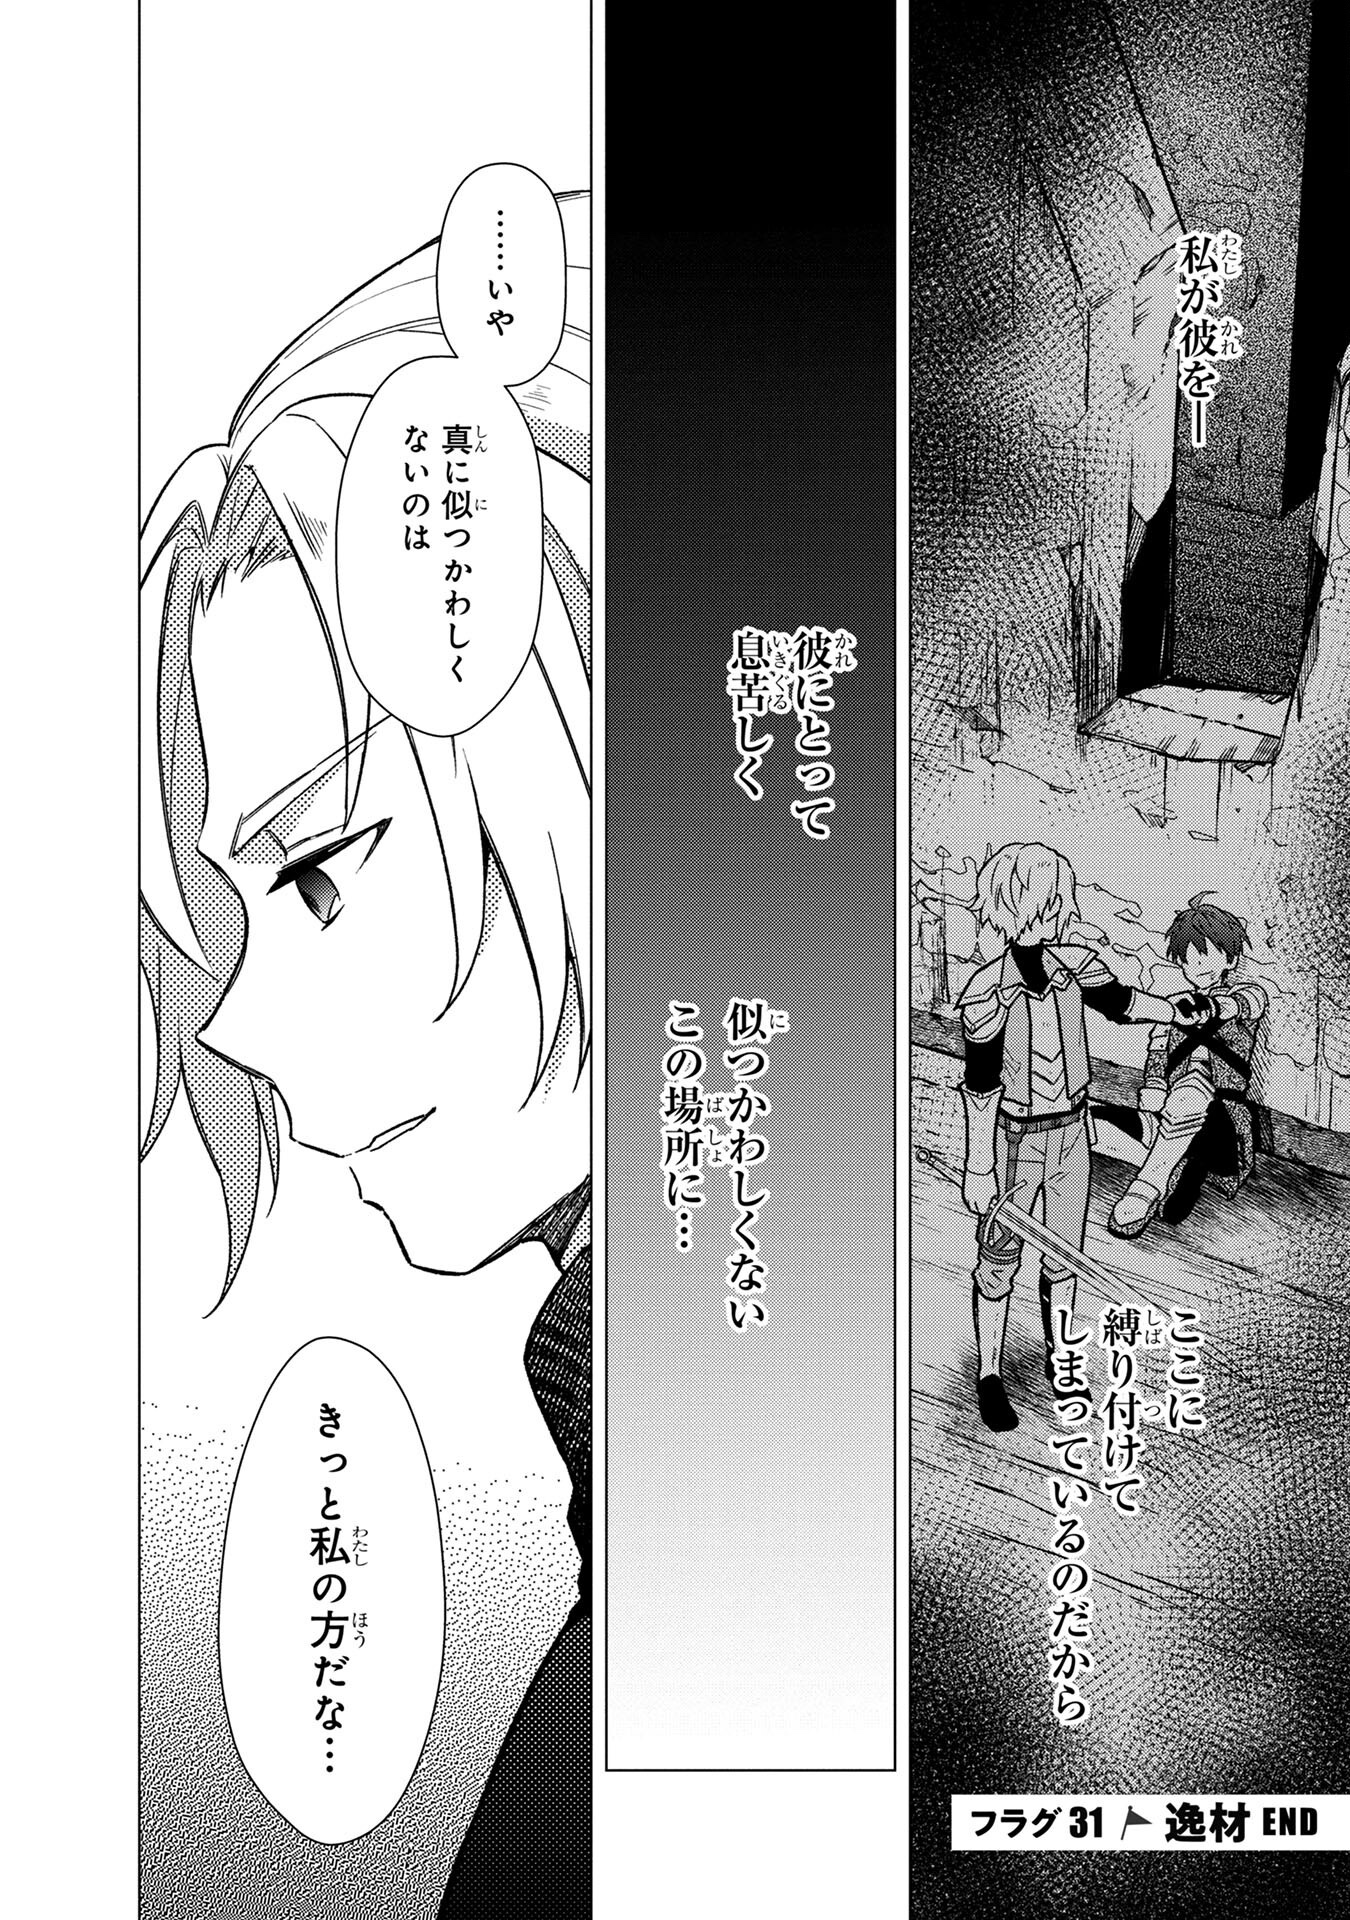 私が彼を―
ここに
縛り付けて
しまっているのだから
フラグ 31 逸材 END
彼にとって
息苦しく
似つかわしくない
この場所に…
……いや
真に似つかわしく
ないのは
きっと私の方だな…